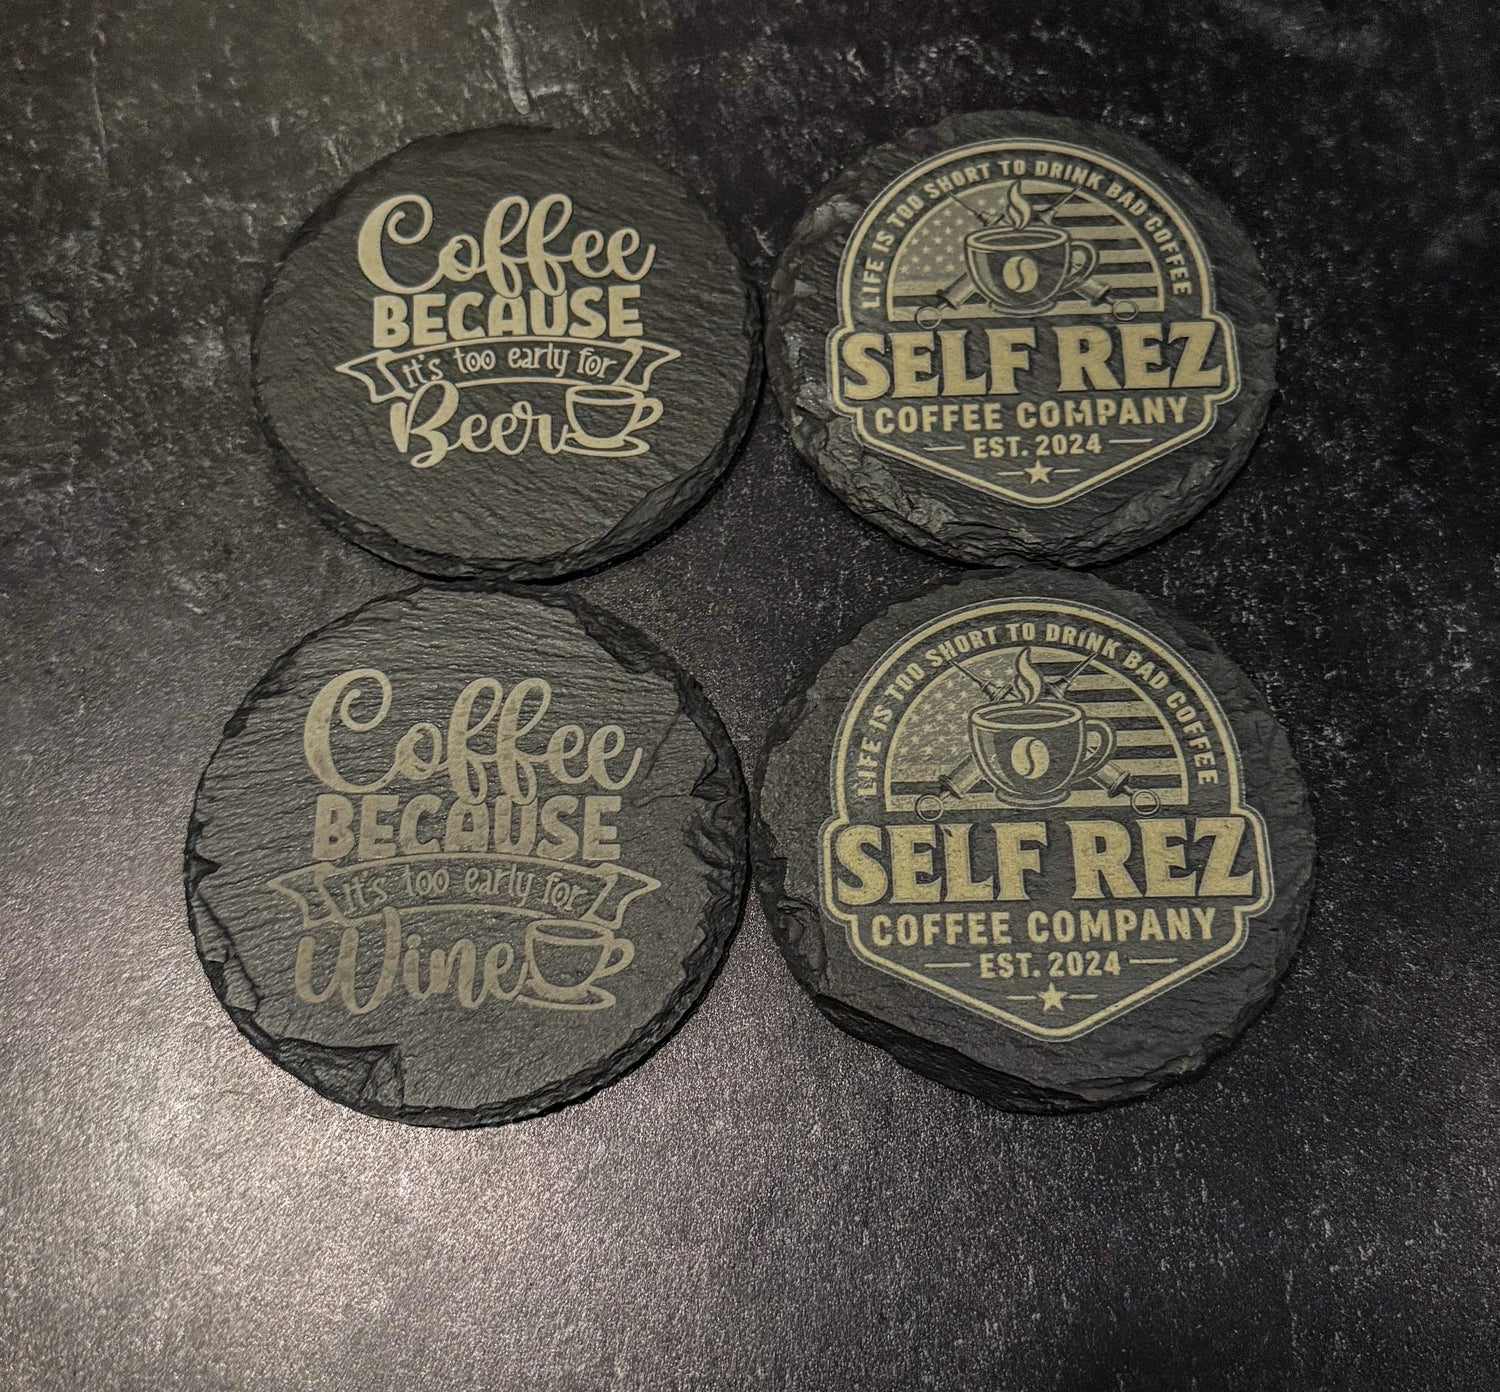 Coffee
BECAUSE
it's too early for
Beer
LIFE IS TOO SHORT TO DRINK BAD COFFEE
SELF REZ
COFFEE COMPANY
EST. 2024
Coffee
BECAUSE
it's too early for
Wine
LIFE IS TOO SHORT TO DRINK BAD COFFEE
SELF REZ
COFFEE COMPANY
EST. 2024